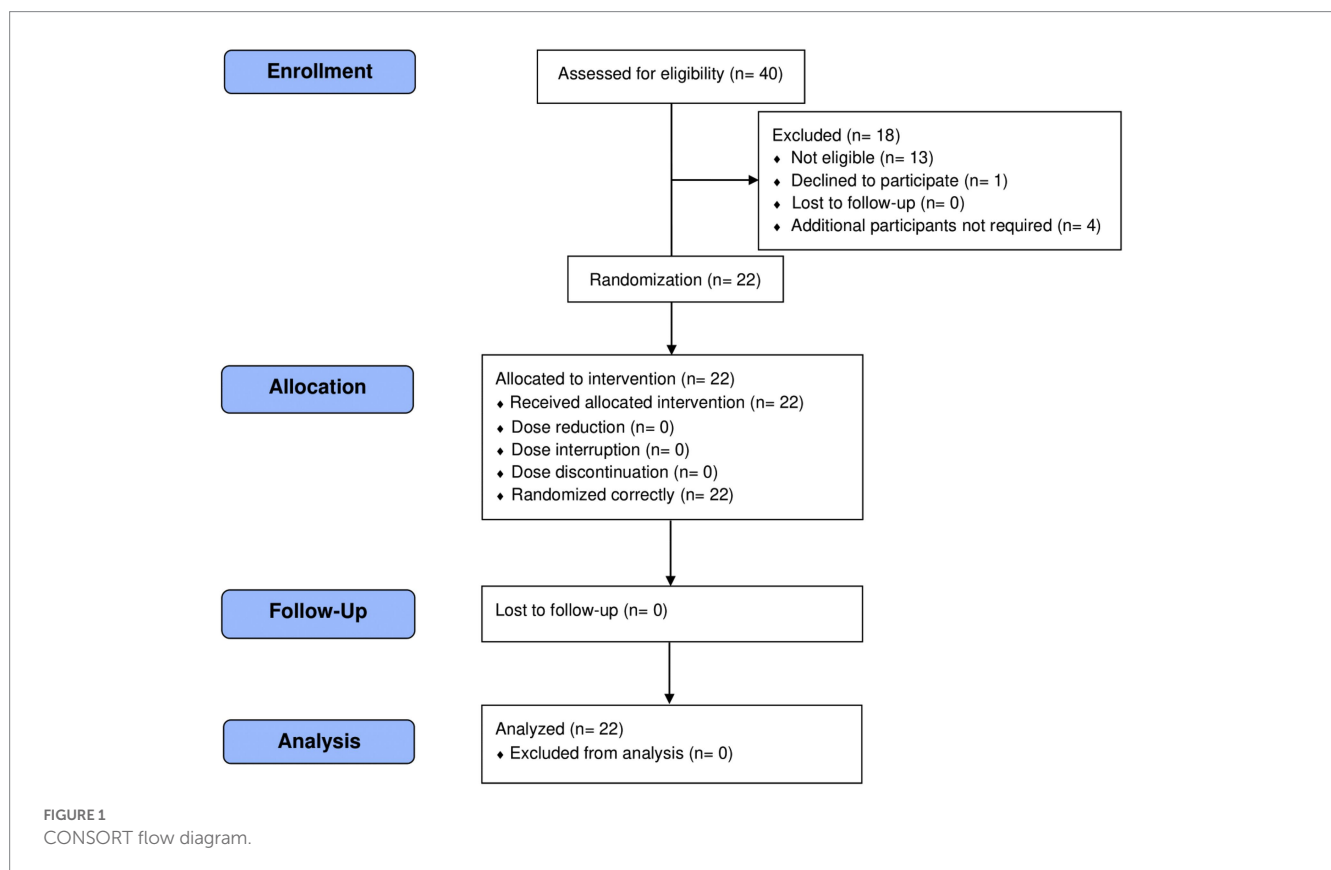 Enrollment
Assessed for eligibility (n= 40)
Excluded (n= 18)
♦ Not eligible (n= 13)
♦ Declined to participate (n= 1)
♦ Lost to follow-up (n= 0)
♦ Additional participants not required (n= 4)
Randomization (n= 22)
Allocation
Allocated to intervention (n= 22)
♦ Received allocated intervention (n= 22)
♦ Dose reduction (n= 0)
♦ Dose interruption (n= 0)
♦ Dose discontinuation (n= 0)
♦ Randomized correctly (n= 22)
Follow-Up
Lost to follow-up (n= 0)
Analysis
Analyzed (n= 22)
♦ Excluded from analysis (n= 0)
FIGURE 1
CONSORT flow diagram.